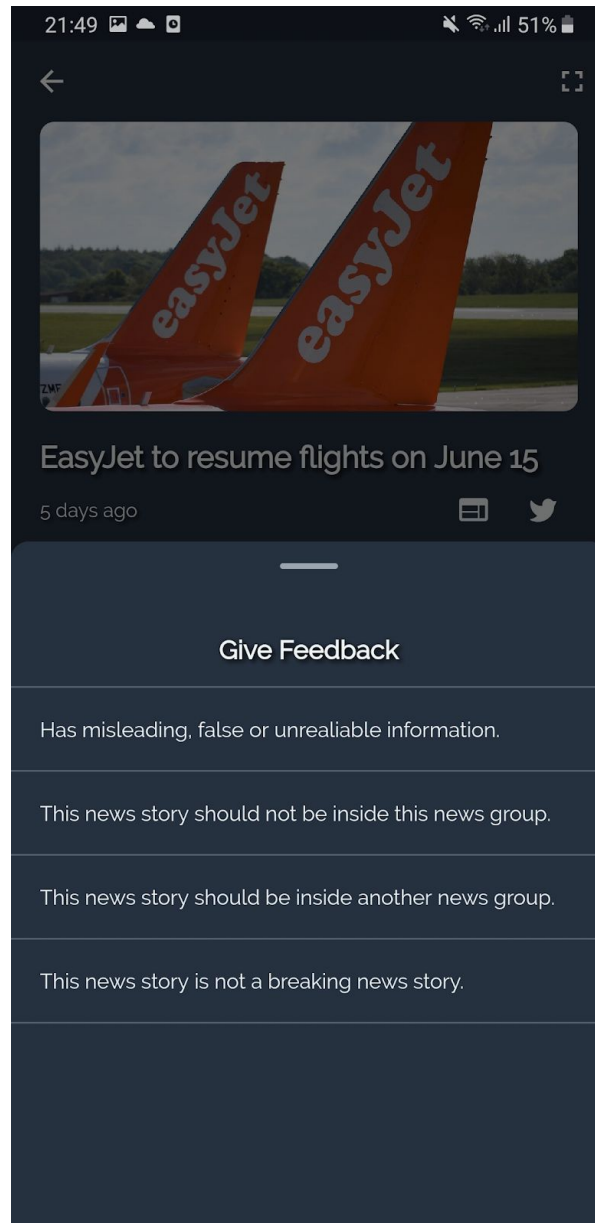 21:49 51%
easyJet easyJet
ZMF
EasyJet to resume flights on June 15
5 days ago
Give Feedback
Has misleading, false or unrealiable information.
This news story should not be inside this news group.
This news story should be inside another news group.
This news story is not a breaking news story.